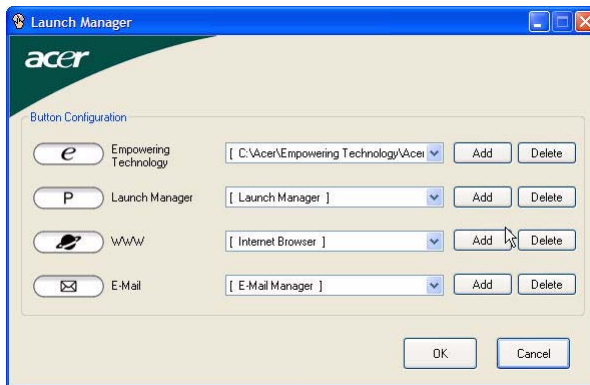 Launch Manager
acer
Button Configuration
e Empowering Technology [ C:\Acer\Empowering Technology\Acer Add Delete
P Launch Manager [ Launch Manager ] Add Delete
WWW [ Internet Browser ] Add Delete
E-Mail [ E-Mail Manager ] Add Delete
OK Cancel